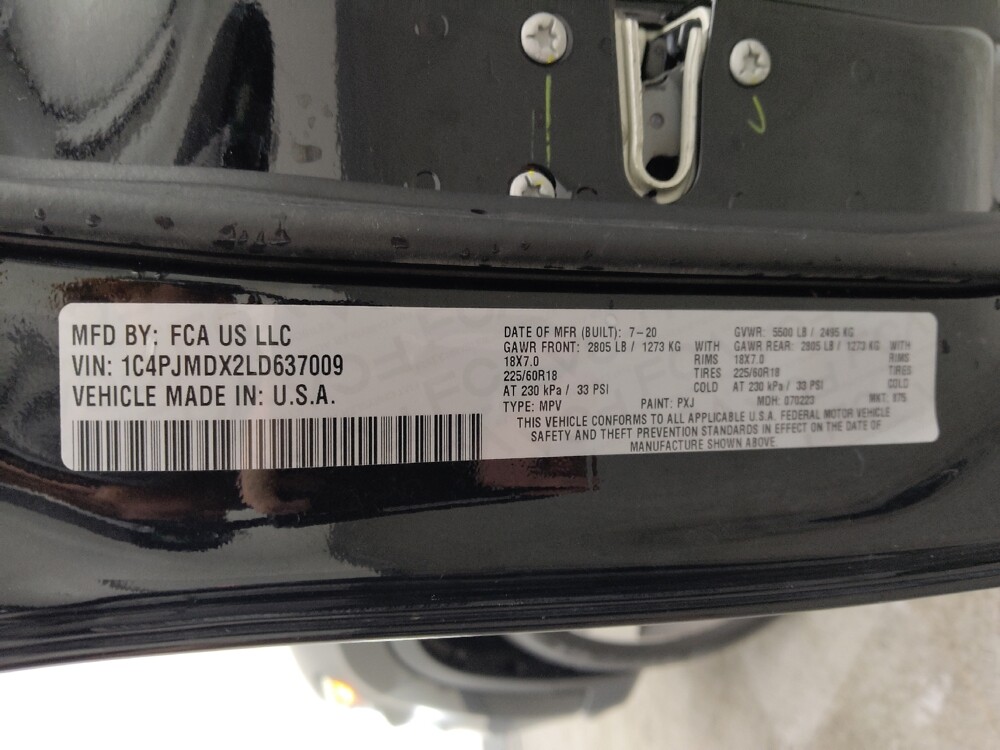 MFD BY: FCA US LLC
VIN: 1C4PJMDX2LD637009
VEHICLE MADE IN: U.S.A.
DATE OF MFR (BUILT): 7-20 GVWR: 5500 LB / 2495 KG
GAWR FRONT: 2805 LB / 1273 KG WITH GAWR REAR: 2805 LB / 1273 KG WITH
18X7.0 RIMS 18X7.0 RIMS
225/60R18 TIRES 225/60R18 TIRES
AT 230 kPa / 33 PSI COLD AT 230 kPa / 33 PSI COLD
TYPE: MPV PAINT: PXJ MDH: 070223 MKT:
THIS VEHICLE CONFORMS TO ALL APPLICABLE U.S.A. FEDERAL MOTOR VEHICLE
SAFETY AND THEFT PREVENTION STANDARDS IN EFFECT ON THE DATE OF
MANUFACTURE SHOWN ABOVE.